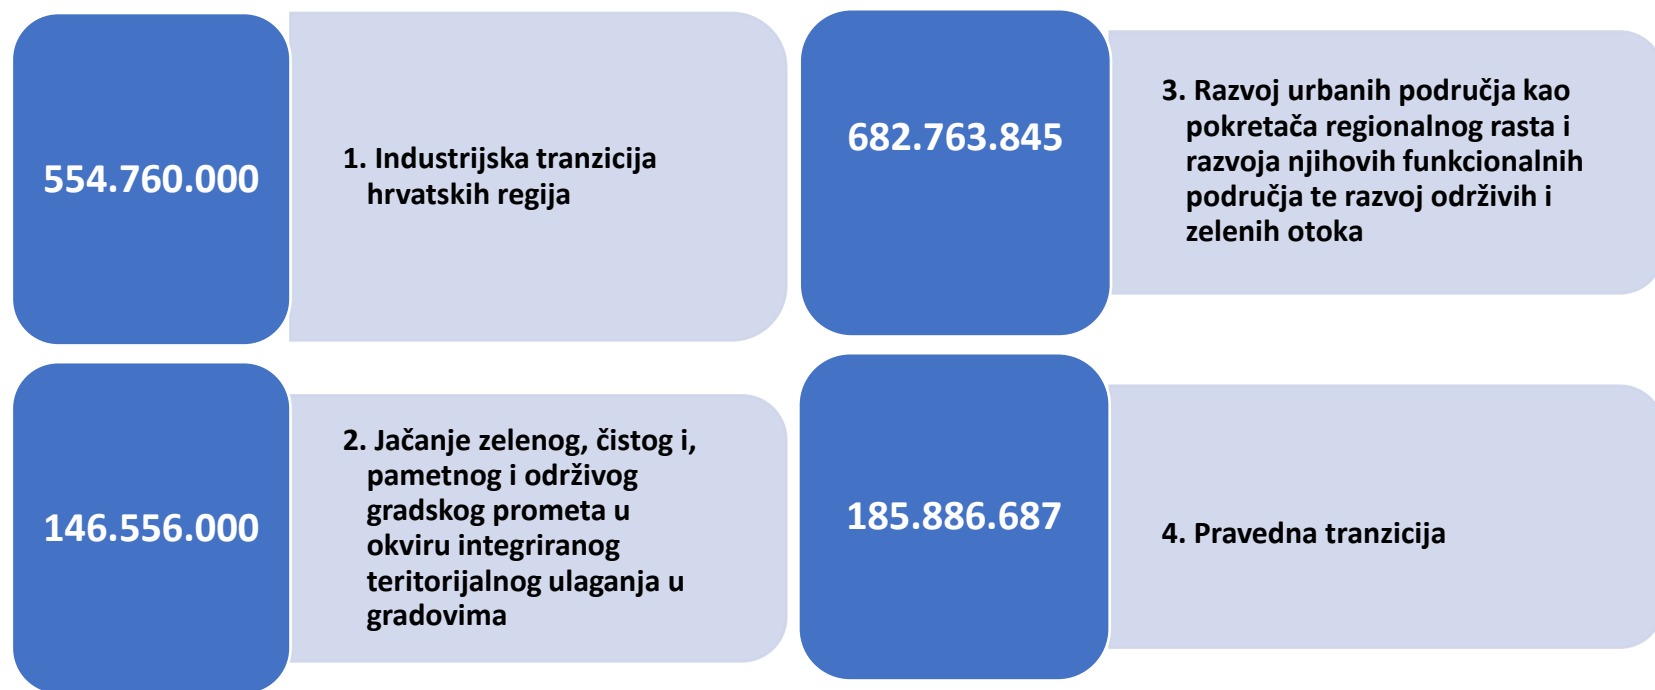 554.760.000
1. Industrijska tranzicija
hrvatskih regija
146.556.000
2. Jačanje zelenog, čistog i,
pametnog i održivog
gradskog prometa u
okviru integriranog
teritorijalnog ulaganja u
gradovima
682.763.845
3. Razvoj urbanih područja kao
pokretača regionalnog rasta i
razvoja njihovih funkcionalnih
područja te razvoj održivih i
zelenih otoka
185.886.687
4. Pravedna tranzicija